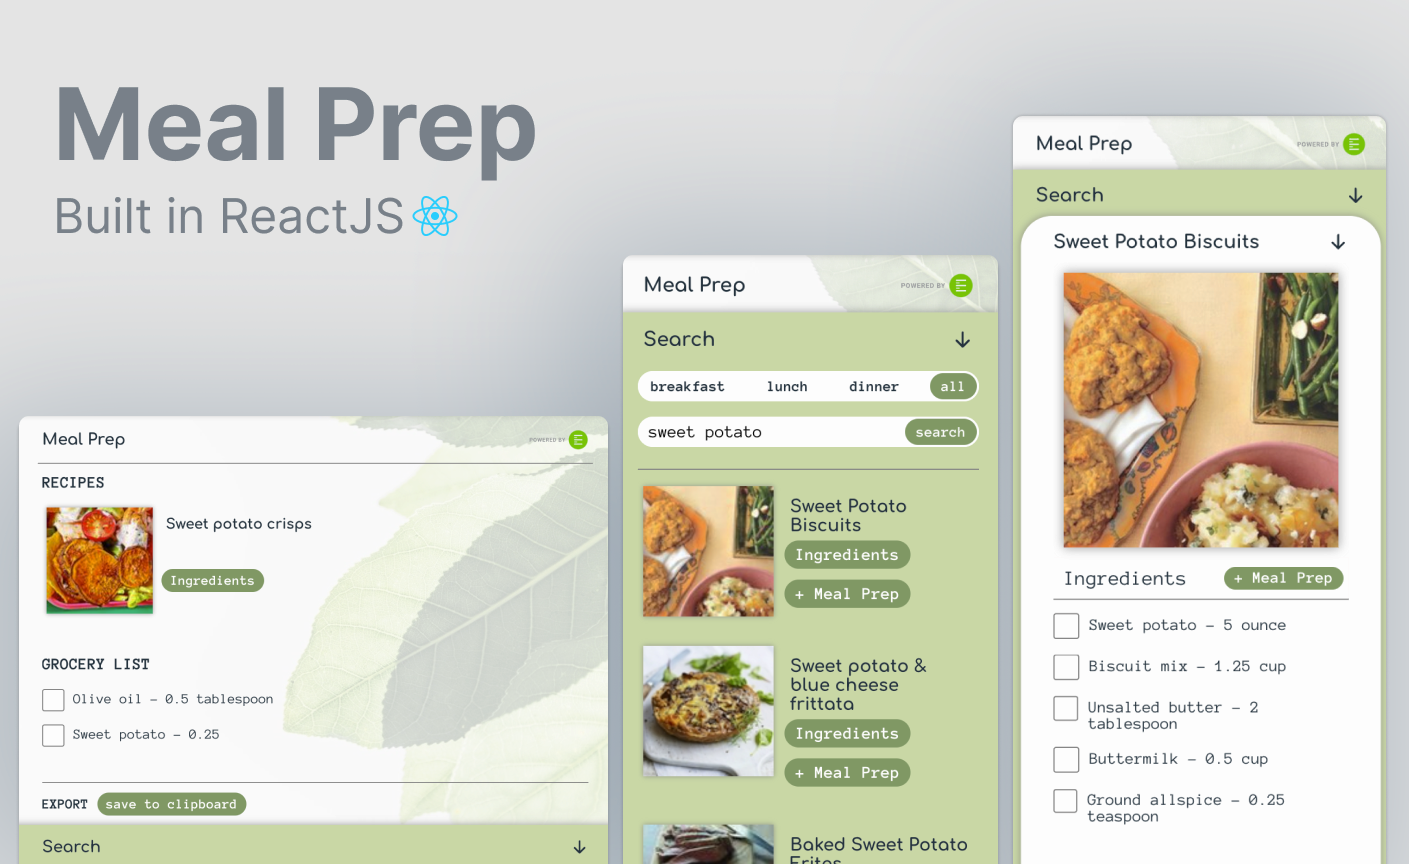 Meal Prep
Built in ReactJS
Meal Prep
POWERED BY
RECIPES
Sweet potato crisps
Ingredients
GROCERY LIST
Olive oil - 0.5 tablespoon
Sweet potato - 0.25
EXPORT save to clipboard
Search
Meal Prep
POWERED BY
Search
breakfast lunch dinner all
sweet potato search
Sweet Potato
Biscuits
Ingredients
+ Meal Prep
Sweet potato &
blue cheese
frittata
Ingredients
+ Meal Prep
Baked Sweet Potato
Frites
Meal Prep
POWERED BY
Search
Sweet Potato Biscuits
Ingredients + Meal Prep
Sweet potato - 5 ounce
Biscuit mix - 1.25 cup
Unsalted butter - 2
tablespoon
Buttermilk - 0.5 cup
Ground allspice - 0.25
teaspoon